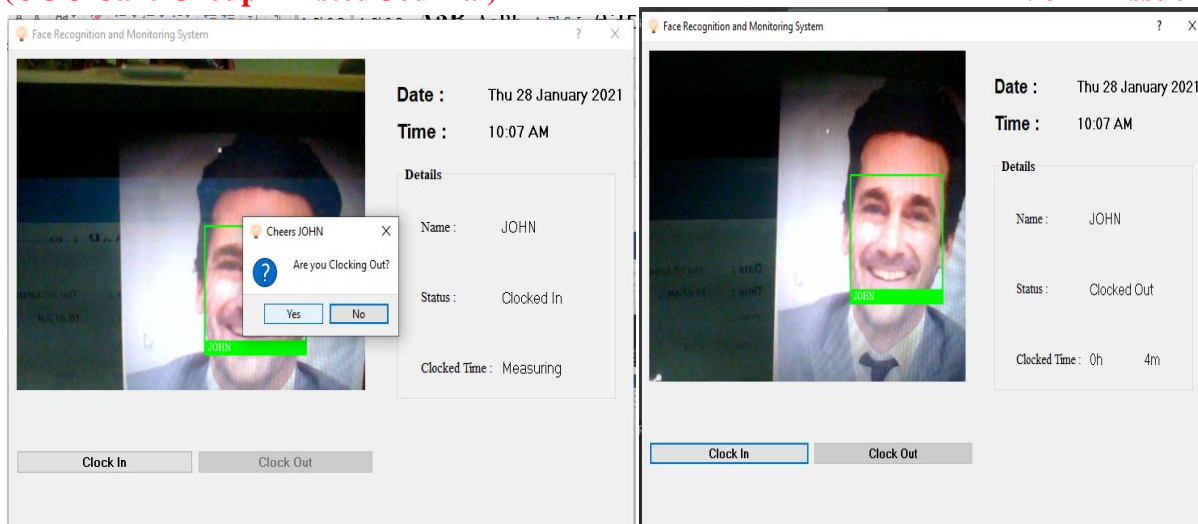 Face Recognition and Monitoring System
? X
Date : Thu 28 January 2021
Time : 10:07 AM
Details
Name : JOHN
Status : Clocked In
Clocked Time : Measuring
Cheers JOHN X
Are you Clocking Out?
Yes No
JOHN
Clock In Clock Out
Face Recognition and Monitoring System
? X
Date : Thu 28 January 2021
Time : 10:07 AM
Details
Name : JOHN
Status : Clocked Out
Clocked Time : 0h 4m
JOHN
Clock In Clock Out